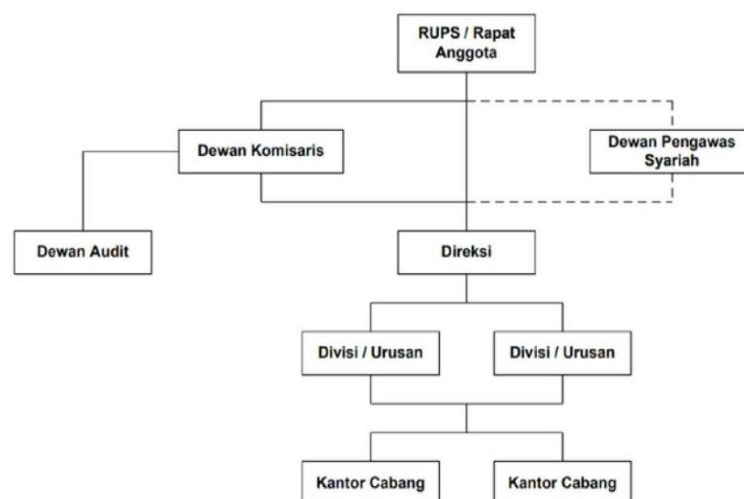 RUPS / Rapat
Anggota
Dewan Komisaris
Dewan Pengawas
Syariah
Dewan Audit
Direksi
Divisi / Urusan
Divisi / Urusan
Kantor Cabang
Kantor Cabang